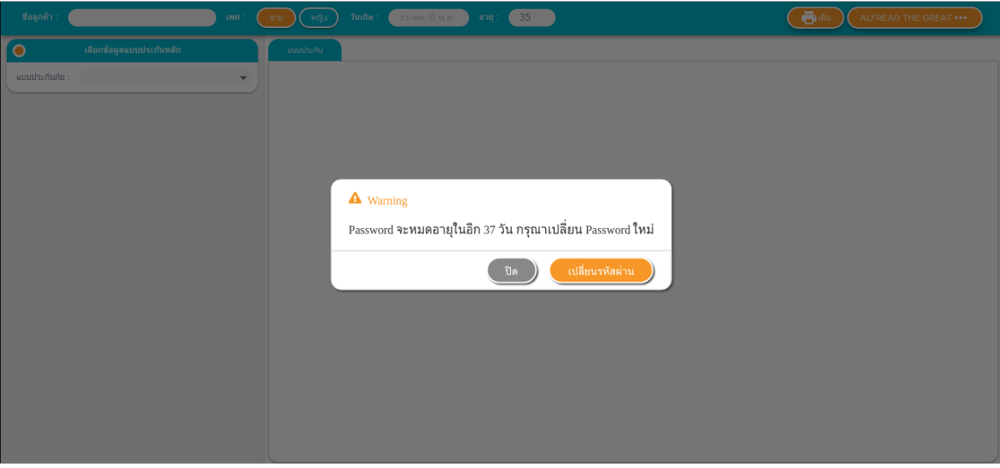 ชื่อลูกค้า : เพศ : ชาย หญิง วันเกิด : วว-ดด-ปี พ.ศ. อายุ : 35 เต็ม ALFREAD THE GREAT •••
เลือกข้อมูลแบบประกันหลัก
แบบประกัน
แบบประกันภัย :
Warning
Password จะหมดอายุในอีก 37 วัน กรุณาเปลี่ยน Password ใหม่
ปิด เปลี่ยนรหัสผ่าน